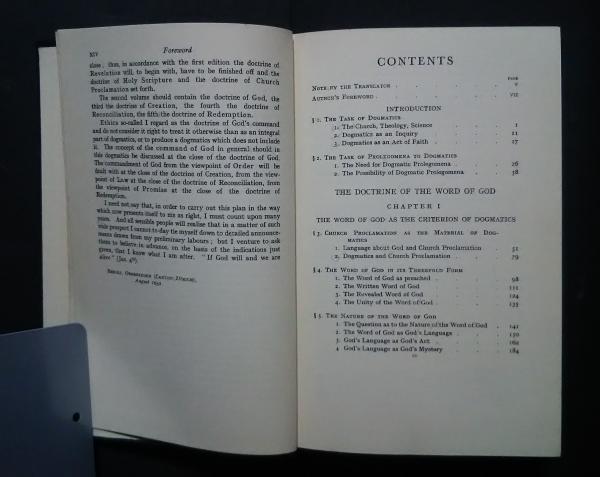 XIV Foreword
close; thus, in accordance with the first edition the doctrine of
Revelation will, to begin with, have to be finished off and the
doctrine of Holy Scripture and the doctrine of Church
Proclamation set forth.
The second volume should contain the doctrine of God,
the third the doctrine of Creation, the fourth the doctrine of
Reconciliation, the fifth the doctrine of Redemption.
Ethics so-called I regard as the doctrine of God's command
and do not consider it right to treat it otherwise than as an integral
part of dogmatics, or to produce a dogmatics which does not include
it. The concept of the command of God in general should in
this dogmatics be discussed at the close of the doctrine of God.
The commandment of God from the viewpoint of Order will be
dealt with at the close of the doctrine of Creation, from the view-
point of Law at the close of the doctrine of Reconciliation, from
the viewpoint of Promise at the close of the doctrine of
Redemption.
I need not say that, in order to carry out this plan in the way
which now presents itself to me as right, I must count upon many
years. And all sensible people will realise that in a matter of such
wide prospect I cannot to-day tie myself down to detailed announce-
ments drawn from my preliminary labours; but I venture to ask
them to believe in advance, on the basis of the indications just
given, that I know what I am after. "If God will and we are
alive" (Jas. 4
August 1932.
CONTENTS
PAGE
NOTE BY THE TRANSLATOR . . . v
AUTHOR'S FOREWORD . . . . vii
INTRODUCTION
§ 1. THE TASK OF DOGMATICS
1. The Church, Theology, Science . . . 1
2. Dogmatics as an Inquiry . . . 11
3. Dogmatics as an Act of Faith . . . 17
§ 2. THE TASK OF PROLEGOMENA TO DOGMATICS
1. The Need for Dogmatic Prolegomena . . . 26
2. The Possibility of Dogmatic Prolegomena . . . 38
THE DOCTRINE OF THE WORD OF GOD
CHAPTER I
THE WORD OF GOD AS THE CRITERION OF DOGMATICS
§ 3. CHURCH PROCLAMATION AS THE MATERIAL OF DOG-
MATICS
1. Language about God and Church Proclamation . . 51
2. Dogmatics and Church Proclamation . . . 79
§ 4. THE WORD OF GOD IN ITS THREEFOLD FORM
1. The Word of God as preached . . . 98
2. The Written Word of God . . . 111
3. The Revealed Word of God . . . 124
4. The Unity of the Word of God . . . 135
§ 5. THE NATURE OF THE WORD OF GOD
1. The Question as to the Nature of the Word of God . 141
2. The Word of God as God's Language . . . 150
3. God's Language as God's Act . . . 162
4. God's Language as God's Mystery . . . 184